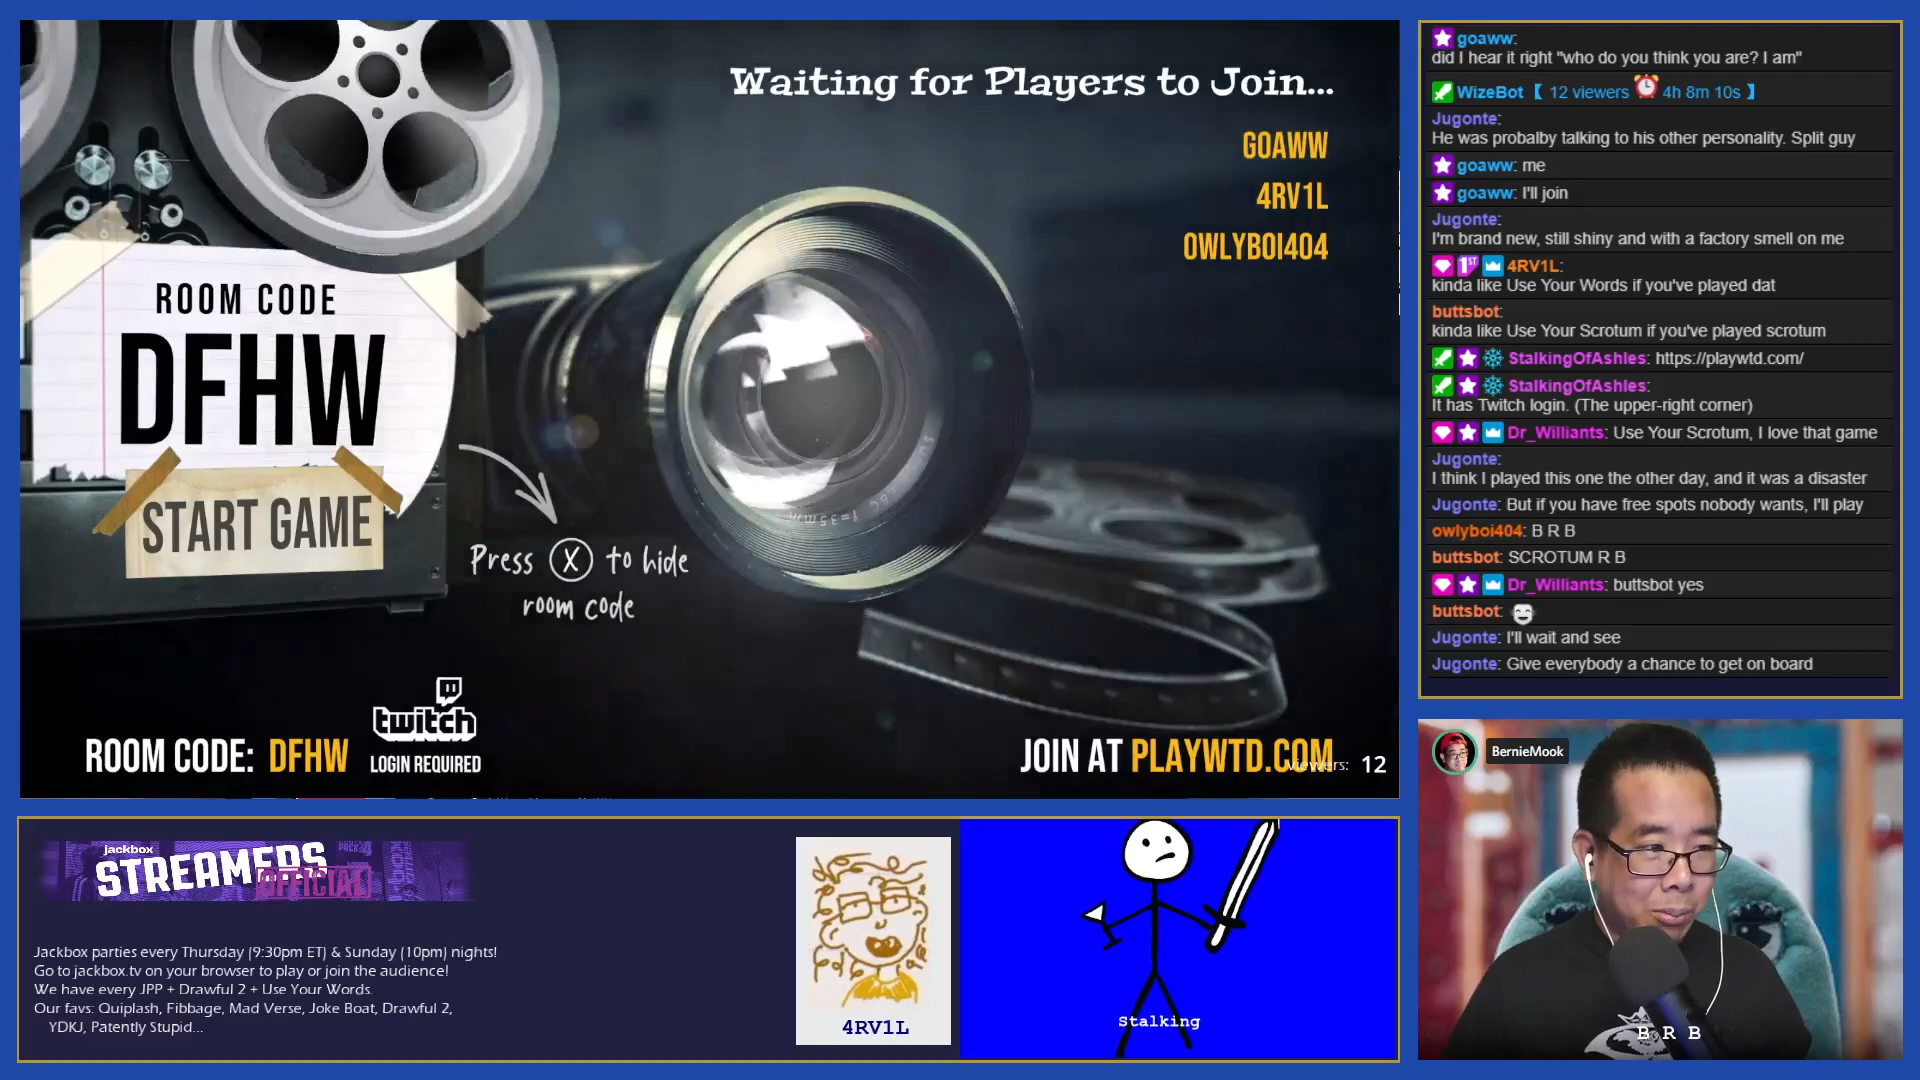 Waiting for Players to Join...
GOAWW
4RV1L
OWLYBOI404
ROOM CODE
DFHW
START GAME
Press X to hide
room code
twitch
ROOM CODE: DFHW
LOGIN REQUIRED
JOIN AT PLAYWTD.COM
viewers: 12
goaww:
did I hear it right "who do you think you are? I am"
WizeBot 【 12 viewers 4h 8m 10s 】
Jugonte:
He was probalby talking to his other personality. Split guy
goaww: me
goaww: I'll join
Jugonte:
I'm brand new, still shiny and with a factory smell on me
1ST 4RV1L:
kinda like Use Your Words if you've played dat
buttsbot:
kinda like Use Your Scrotum if you've played scrotum
StalkingOfAshles: https://playwtd.com/
StalkingOfAshles:
It has Twitch login. (The upper-right corner)
Dr_Williants: Use Your Scrotum, I love that game
Jugonte:
I think I played this one the other day, and it was a disaster
Jugonte: But if you have free spots nobody wants, I'll play
owlyboi404: B R B
buttsbot: SCROTUM R B
Dr_Williants: buttsbot yes
buttsbot:
Jugonte: I'll wait and see
Jugonte: Give everybody a chance to get on board
BernieMook
B R B
jackbox
STREAMERS
OFFICIAL
Jackbox parties every Thursday (9:30pm ET) & Sunday (10pm) nights!
Go to jackbox.tv on your browser to play or join the audience!
We have every JPP + Drawful 2 + Use Your Words.
Our favs: Quiplash, Fibbage, Mad Verse, Joke Boat, Drawful 2,
YDKJ, Patently Stupid...
4RV1L
Stalking